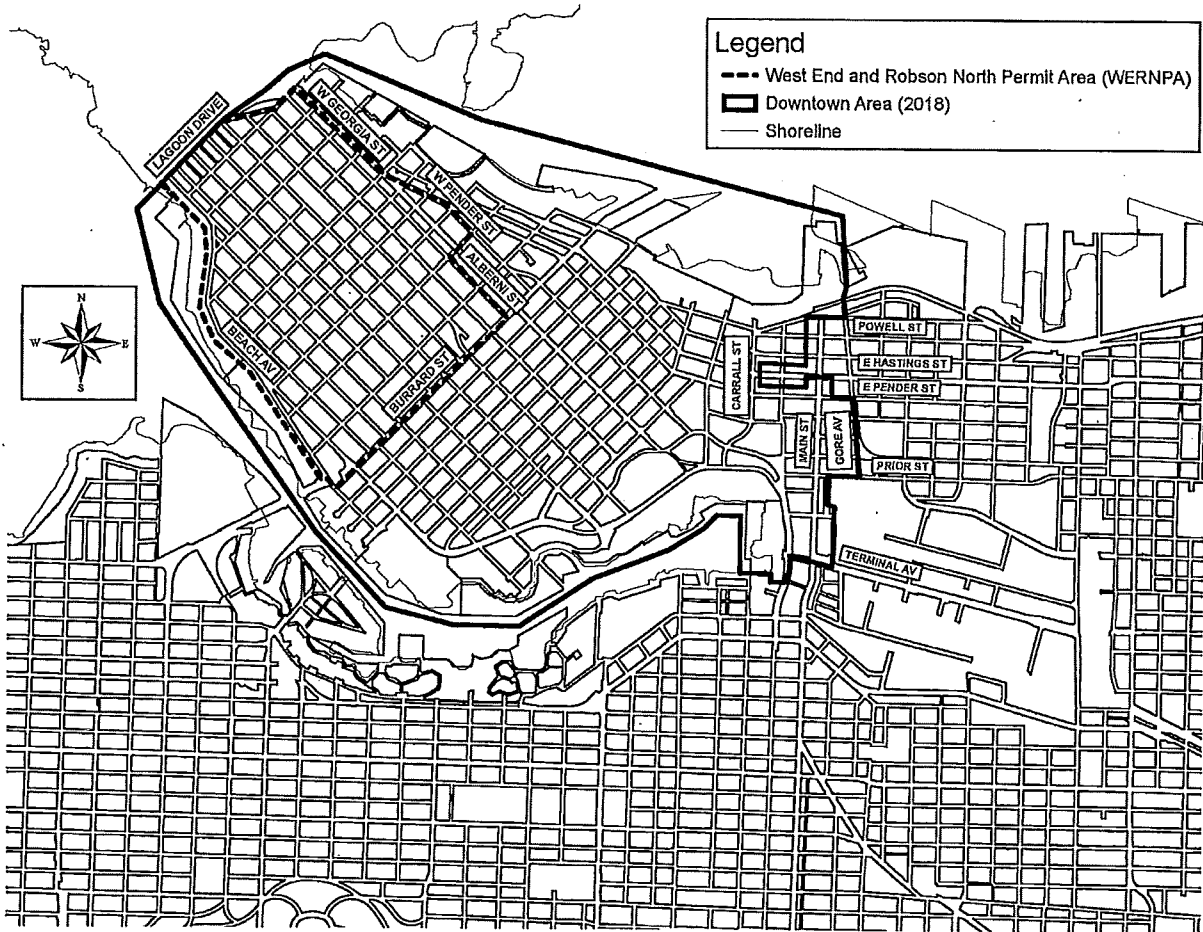 Legend
West End and Robson North Permit Area (WERNPA)
Downtown Area (2018)
Shoreline
LAGOON DRIVE
W GEORGIA ST
W PENDER ST
ALBERNI ST
BEACH AV
BURRARD ST
N
W E
S
CARRALL ST
POWELL ST
E HASTINGS ST
E PENDER ST
MAIN ST
GORE AV
PRIOR ST
TERMINAL AV